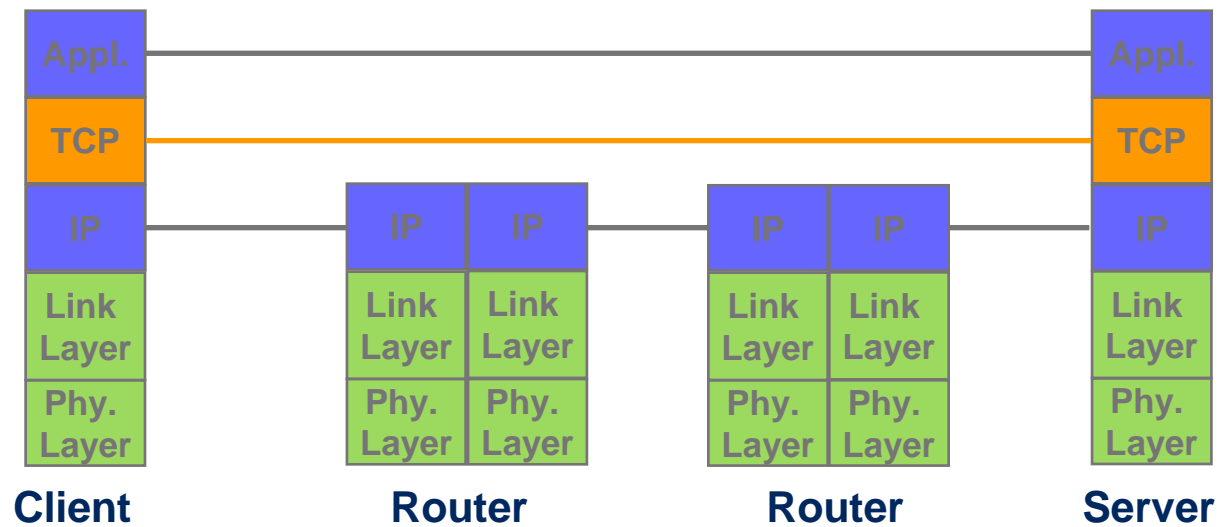 Appl.
Appl.
TCP
TCP
IP
IP
IP
IP
IP
IP
Link
Layer
Link
Layer
Link
Layer
Link
Layer
Link
Layer
Link
Layer
Phy.
Layer
Phy.
Layer
Phy.
Layer
Phy.
Layer
Phy.
Layer
Phy.
Layer
Client
Router
Router
Server